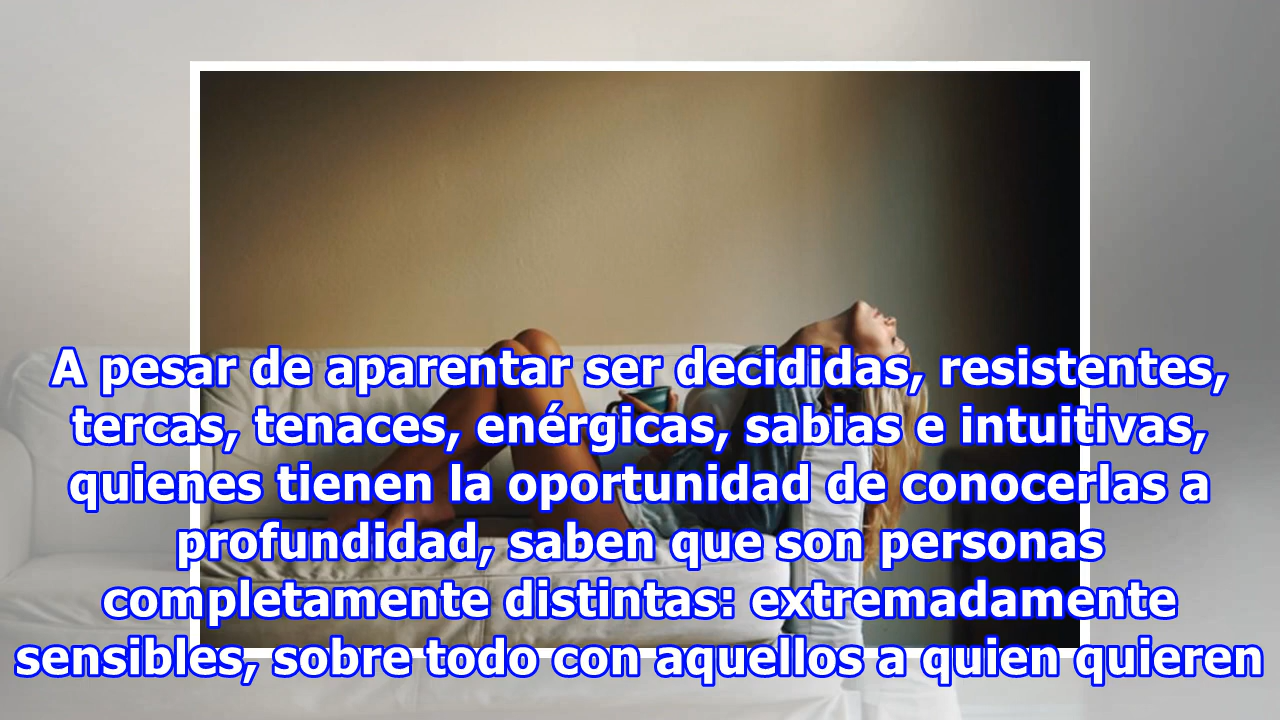 A pesar de aparentar ser decididas, resistentes,
tercas, tenaces, enérgicas, sabias e intuitivas,
quienes tienen la oportunidad de conocerlas a
profundidad, saben que son personas
completamente distintas: extremadamente
sensibles, sobre todo con aquellos a quien quieren